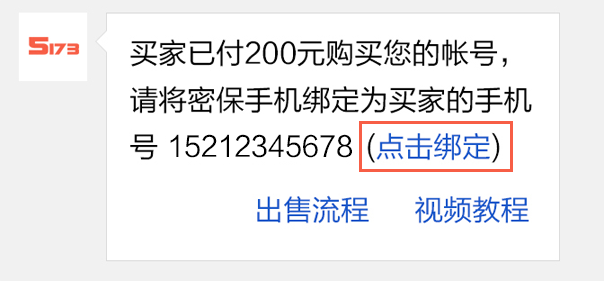 5173
买家已付200元购买您的帐号，
请将密保手机绑定为买家的手机
号 15212345678 (点击绑定)
出售流程 视频教程